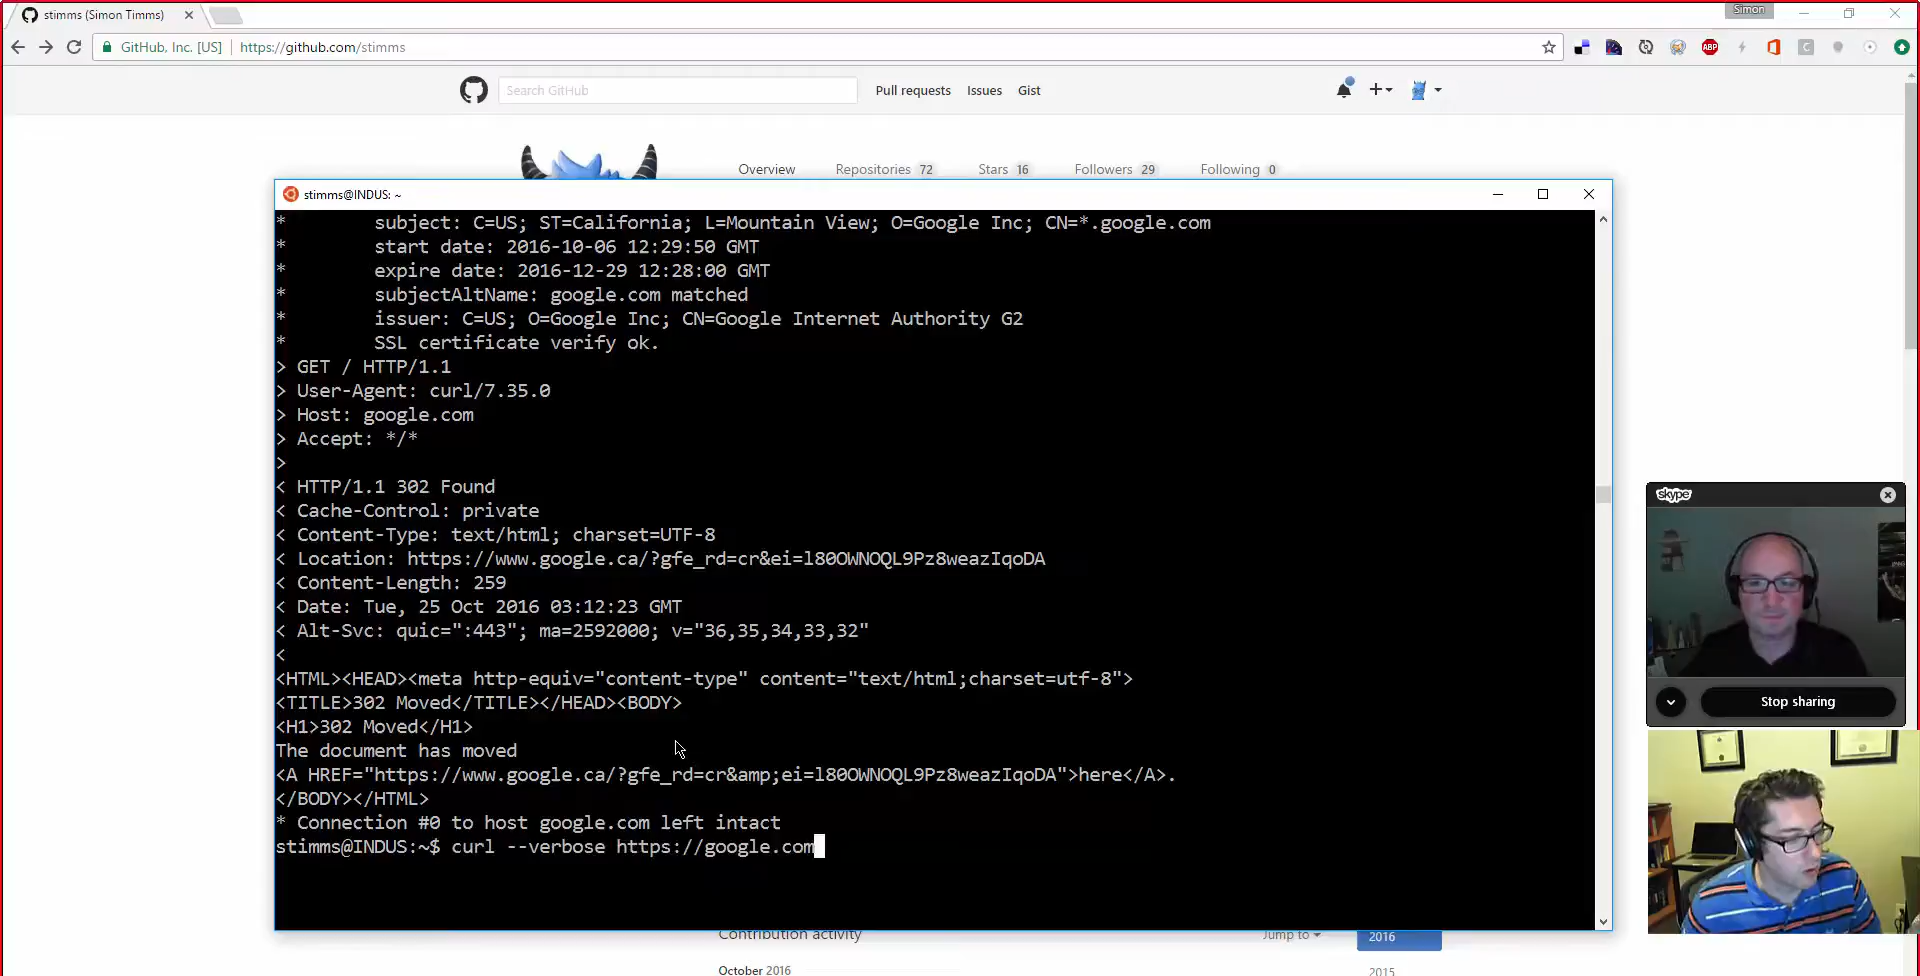 stimms (Simon Timms)
Simon
GitHub, Inc. [US] https://github.com/stimms
ABP
C
Search GitHub
Pull requests Issues Gist
Overview Repositories 72 Stars 16 Followers 29 Following 0
stimms@INDUS: ~
* subject: C=US; ST=California; L=Mountain View; O=Google Inc; CN=*.google.com
* start date: 2016-10-06 12:29:50 GMT
* expire date: 2016-12-29 12:28:00 GMT
* subjectAltName: google.com matched
* issuer: C=US; O=Google Inc; CN=Google Internet Authority G2
* SSL certificate verify ok.
> GET / HTTP/1.1
> User-Agent: curl/7.35.0
> Host: google.com
> Accept: */*
>
< HTTP/1.1 302 Found
< Cache-Control: private
< Content-Type: text/html; charset=UTF-8
< Location: https://www.google.ca/?gfe_rd=cr&ei=l80OWNOQL9Pz8weazIqoDA
< Content-Length: 259
< Date: Tue, 25 Oct 2016 03:12:23 GMT
< Alt-Svc: quic=":443"; ma=2592000; v="36,35,34,33,32"
<
<HTML><HEAD><meta http-equiv="content-type" content="text/html;charset=utf-8">
<TITLE>302 Moved</TITLE></HEAD><BODY>
<H1>302 Moved</H1>
The document has moved
<A HREF="https://www.google.ca/?gfe_rd=cr&amp;ei=l80OWNOQL9Pz8weazIqoDA">here</A>.
</BODY></HTML>
* Connection #0 to host google.com left intact
stimms@INDUS:~$ curl --verbose https://google.com
skype
Stop sharing
Contribution activity Jump to 2016
October 2016 2015